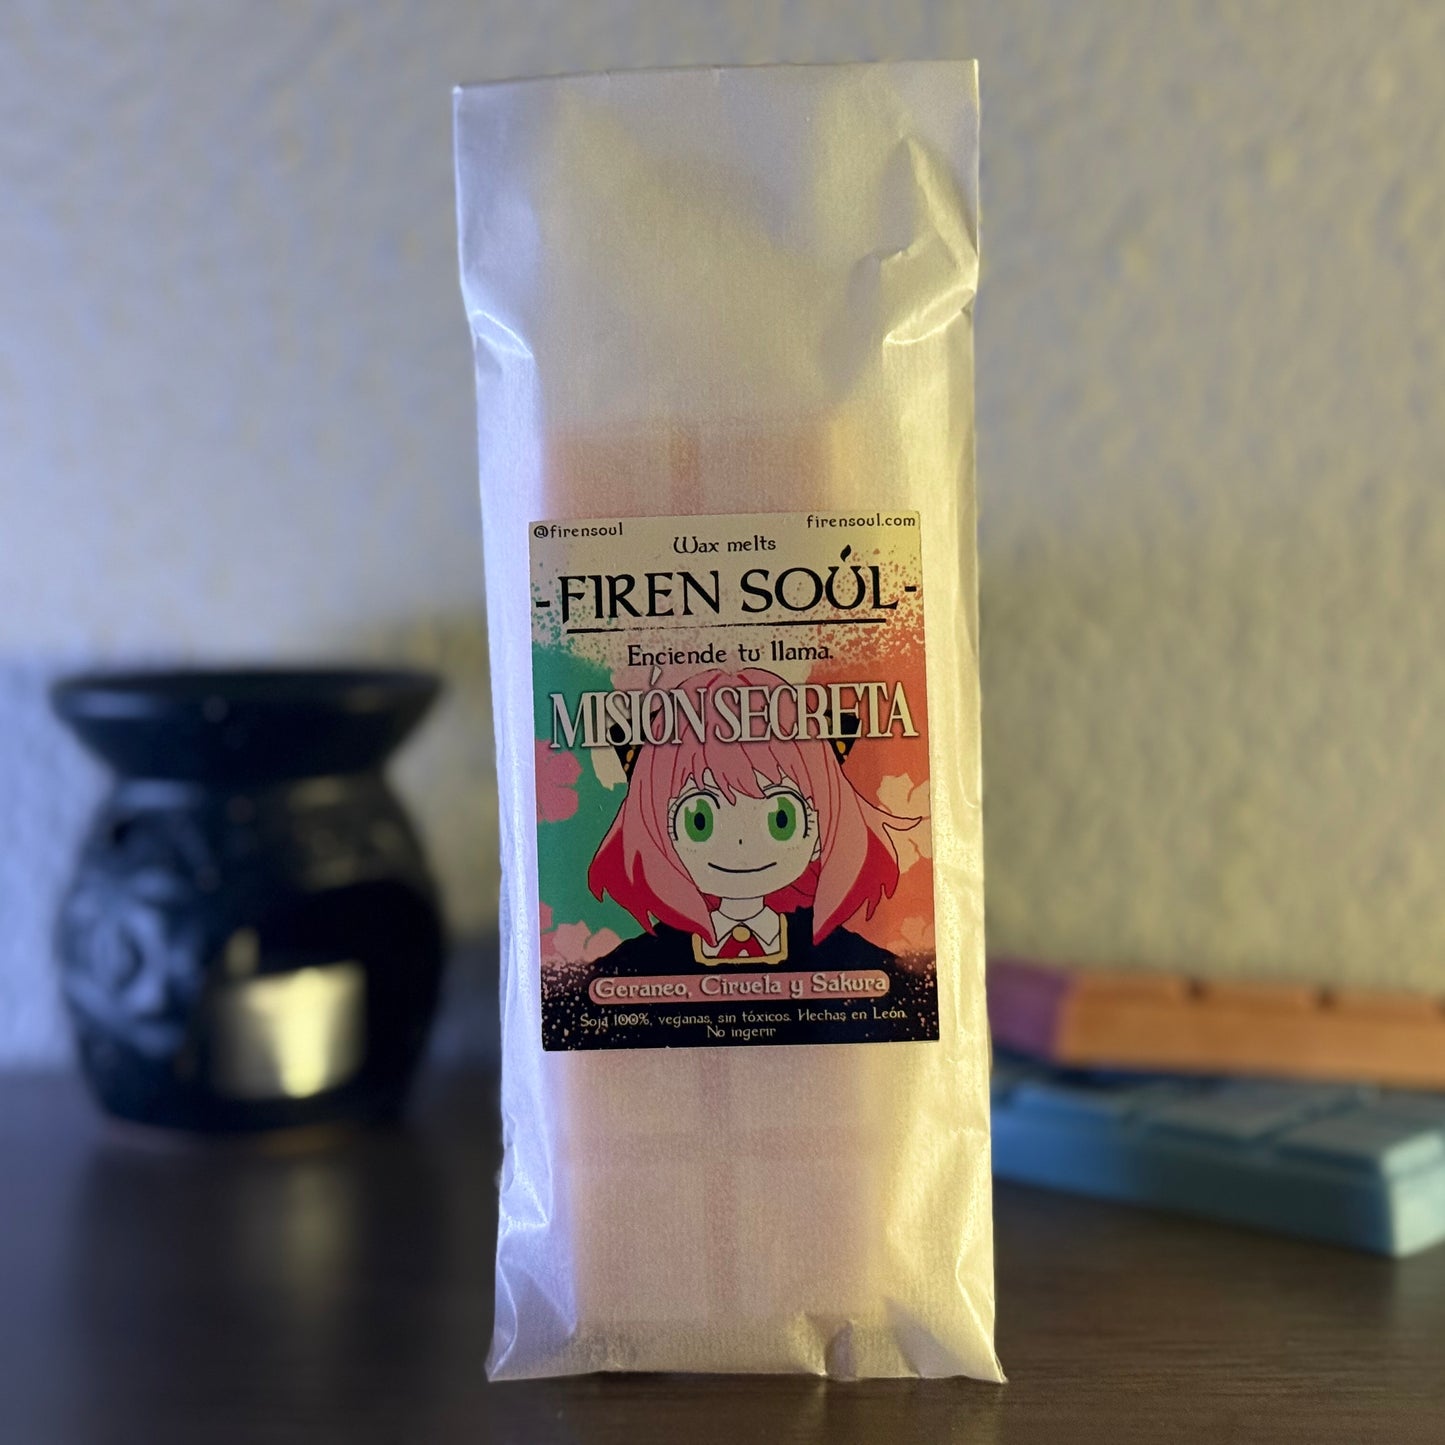 @firensoul
firensoul.com
Wax melts
-FIREN SOÚL-
Enciende tu llama.
MISIÓN SECRETA
Geraneo, Ciruela y Sakura
Soja 100%, veganas, sin tóxicos. Hechas en León.
No ingerir